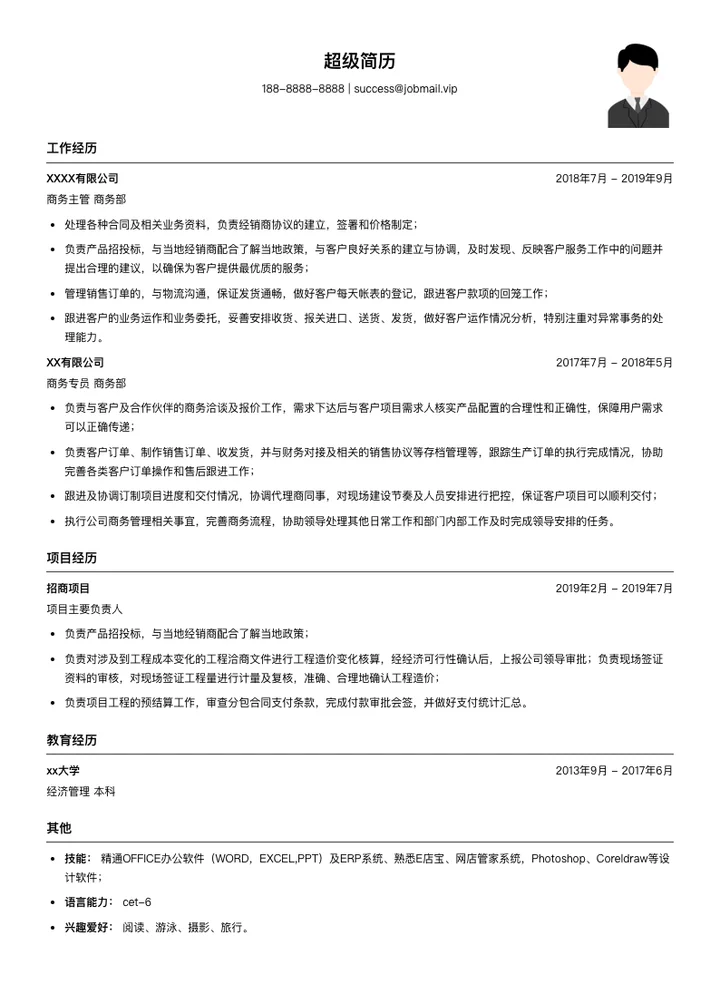 超级简历
188-8888-8888 | success@jobmail.vip
工作经历
XXXX有限公司 2018年7月 – 2019年9月
商务主管 商务部
• 处理各种合同及相关业务资料，负责经销商协议的建立，签署和价格制定；
• 负责产品招投标，与当地经销商配合了解当地政策，与客户良好关系的建立与协调，及时发现、反映客户服务工作中的问题并
提出合理的建议，以确保为客户提供最优质的服务；
• 管理销售订单的，与物流沟通，保证发货通畅，做好客户每天帐表的登记，跟进客户款项的回笼工作；
• 跟进客户的业务运作和业务委托，妥善安排收货、报关进口、送货、发货，做好客户运作情况分析，特别注重对异常事务的处
理能力。
XX有限公司 2017年7月 – 2018年5月
商务专员 商务部
• 负责与客户及合作伙伴的商务洽谈及报价工作，需求下达后与客户项目需求人核实产品配置的合理性和正确性，保障用户需求
可以正确传递；
• 负责客户订单、制作销售订单、收发货，并与财务对接及相关的销售协议等存档管理等，跟踪生产订单的执行完成情况，协助
完善各类客户订单操作和售后跟进工作；
• 跟进及协调订制项目进度和交付情况，协调代理商同事，对现场建设节奏及人员安排进行把控，保证客户项目可以顺利交付；
• 执行公司商务管理相关事宜，完善商务流程，协助领导处理其他日常工作和部门内部工作及时完成领导安排的任务。
项目经历
招商项目 2019年2月 – 2019年7月
项目主要负责人
• 负责产品招投标，与当地经销商配合了解当地政策；
• 负责对涉及到工程成本变化的工程洽商文件进行工程造价变化核算，经经济可行性确认后，上报公司领导审批；负责现场签证
资料的审核，对现场签证工程量进行计量及复核，准确、合理地确认工程造价；
• 负责项目工程的预结算工作，审查分包合同支付条款，完成付款审批会签，并做好支付统计汇总。
教育经历
xx大学 2013年9月 – 2017年6月
经济管理 本科
其他
• 技能： 精通OFFICE办公软件（WORD，EXCEL,PPT）及ERP系统、熟悉E店宝、网店管家系统，Photoshop、Coreldraw等设
计软件；
• 语言能力： cet-6
• 兴趣爱好： 阅读、游泳、摄影、旅行。